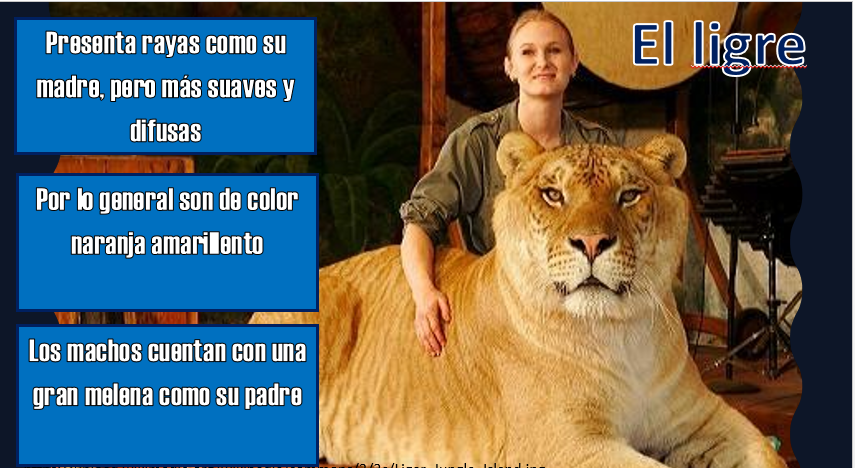 El ligre
Presenta rayas como su
madre, pero más suaves y
difusas
Por lo general son de color
naranja amarillento
Los machos cuentan con una
gran melena como su padre